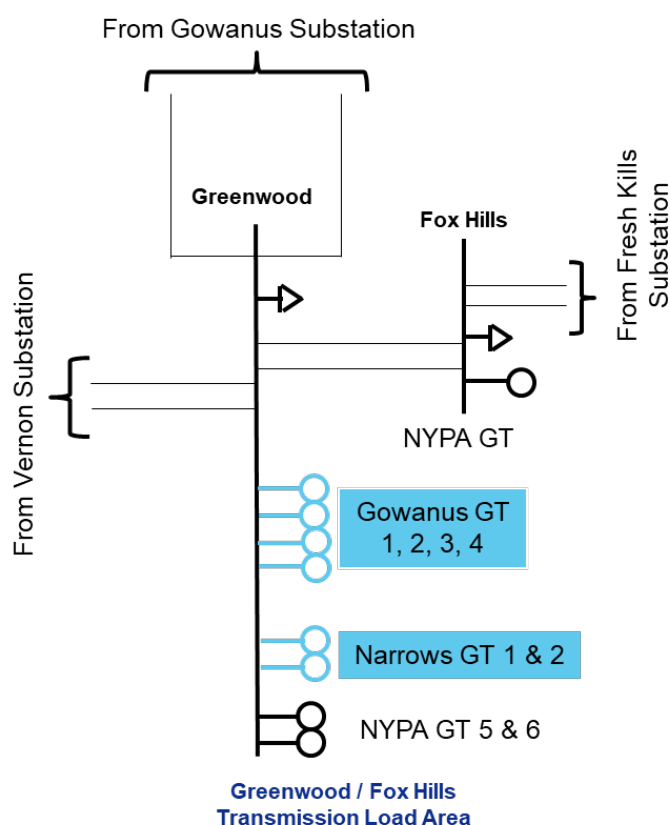 From Gowanus Substation
Greenwood
Fox Hills
From Fresh Kills
Substation
From Vernon Substation
NYPA GT
Gowanus GT
1, 2, 3, 4
Narrows GT 1 & 2
NYPA GT 5 & 6
Greenwood / Fox Hills
Transmission Load Area